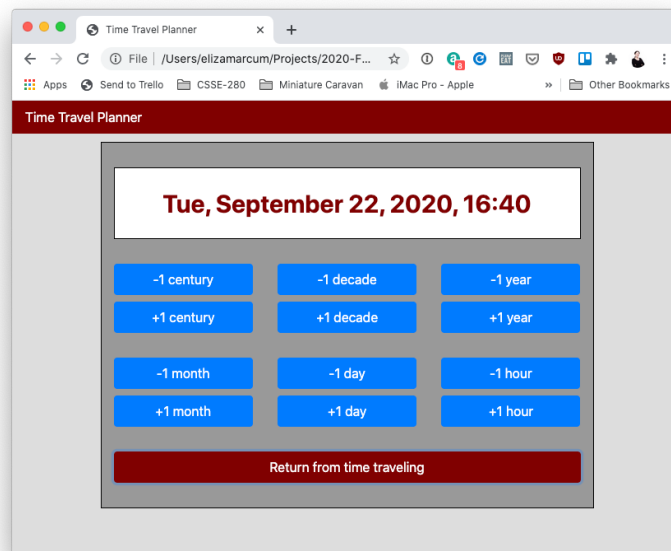 Time Travel Planner
File | /Users/elizamarcum/Projects/2020-F...
Apps Send to Trello CSSE-280 Miniature Caravan iMac Pro - Apple » Other Bookmarks
Time Travel Planner
Tue, September 22, 2020, 16:40
-1 century -1 decade -1 year
+1 century +1 decade +1 year
-1 month -1 day -1 hour
+1 month +1 day +1 hour
Return from time traveling